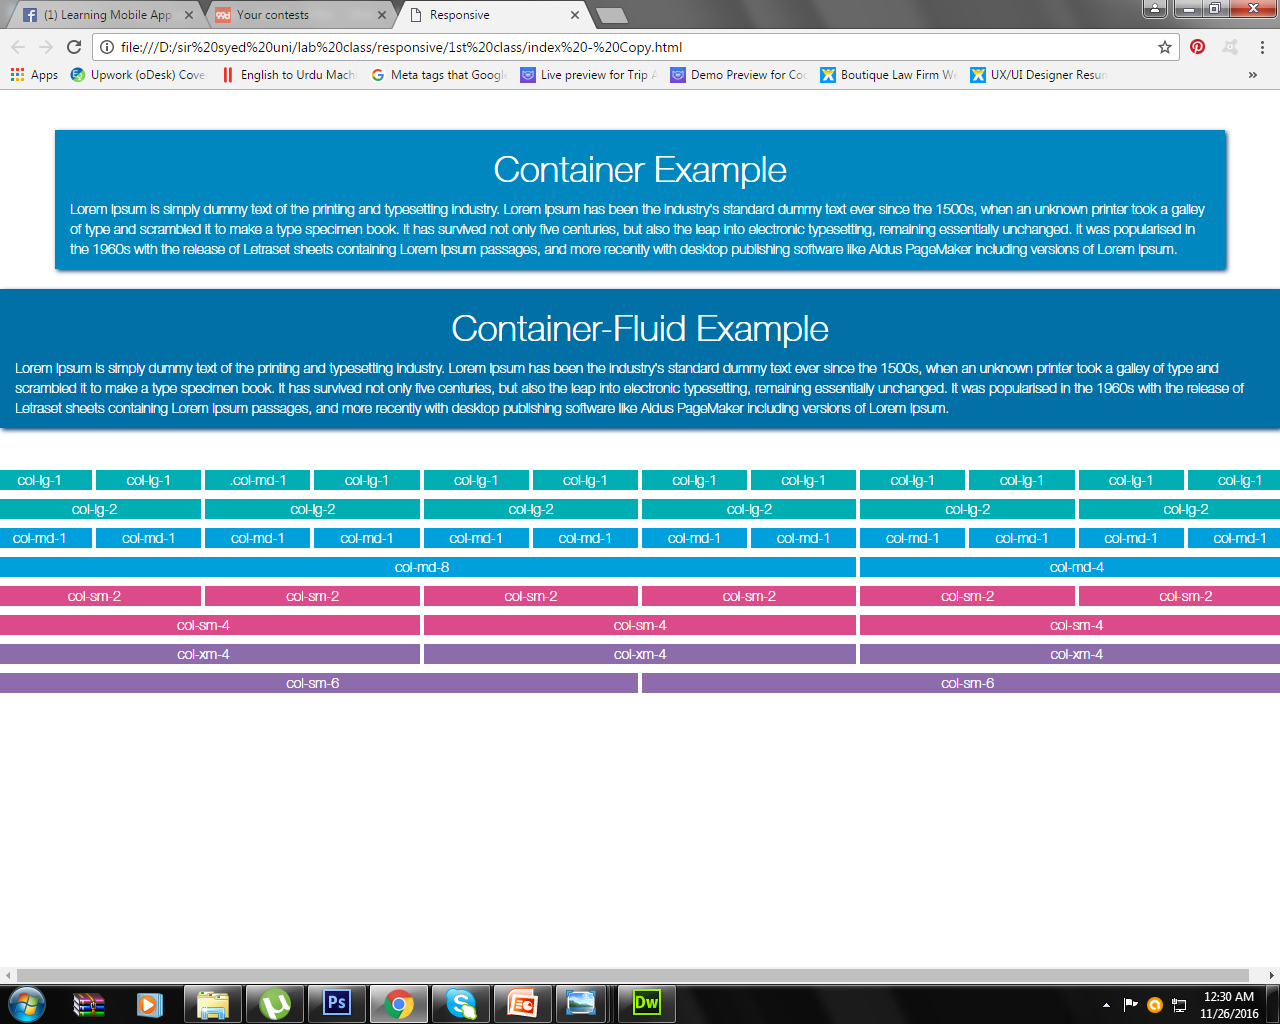 (1) Learning Mobile App
Your contests
Responsive
file:///D:/sir%20syed%20uni/lab%20class/responsive/1st%20class/index%20-%20Copy.html
Apps Upwork (oDesk) Cove English to Urdu Mach Meta tags that Google Live preview for Trip A Demo Preview for Coc Boutique Law Firm We UX/UI Designer Resun »
Container Example
Lorem Ipsum is simply dummy text of the printing and typesetting industry. Lorem Ipsum has been the industry's standard dummy text ever since the 1500s, when an unknown printer took a galley
of type and scrambled it to make a type specimen book. It has survived not only five centuries, but also the leap into electronic typesetting, remaining essentially unchanged. It was popularised in
the 1960s with the release of Letraset sheets containing Lorem Ipsum passages, and more recently with desktop publishing software like Aldus PageMaker including versions of Lorem Ipsum.
Container-Fluid Example
Lorem Ipsum is simply dummy text of the printing and typesetting industry. Lorem Ipsum has been the industry's standard dummy text ever since the 1500s, when an unknown printer took a galley of type and
scrambled it to make a type specimen book. It has survived not only five centuries, but also the leap into electronic typesetting, remaining essentially unchanged. It was popularised in the 1960s with the release of
Letraset sheets containing Lorem Ipsum passages, and more recently with desktop publishing software like Aldus PageMaker including versions of Lorem Ipsum.
col-lg-1 col-lg-1 .col-md-1 col-lg-1 col-lg-1 col-lg-1 col-lg-1 col-lg-1 col-lg-1 col-lg-1 col-lg-1 col-lg-1
col-lg-2 col-lg-2 col-lg-2 col-lg-2 col-lg-2 col-lg-2
col-md-1 col-md-1 col-md-1 col-md-1 col-md-1 col-md-1 col-md-1 col-md-1 col-md-1 col-md-1 col-md-1 col-md-1
col-md-8 col-md-4
col-sm-2 col-sm-2 col-sm-2 col-sm-2 col-sm-2 col-sm-2
col-sm-4 col-sm-4 col-sm-4
col-xm-4 col-xm-4 col-xm-4
col-sm-6 col-sm-6
Ps
Dw
12:30 AM
11/26/2016